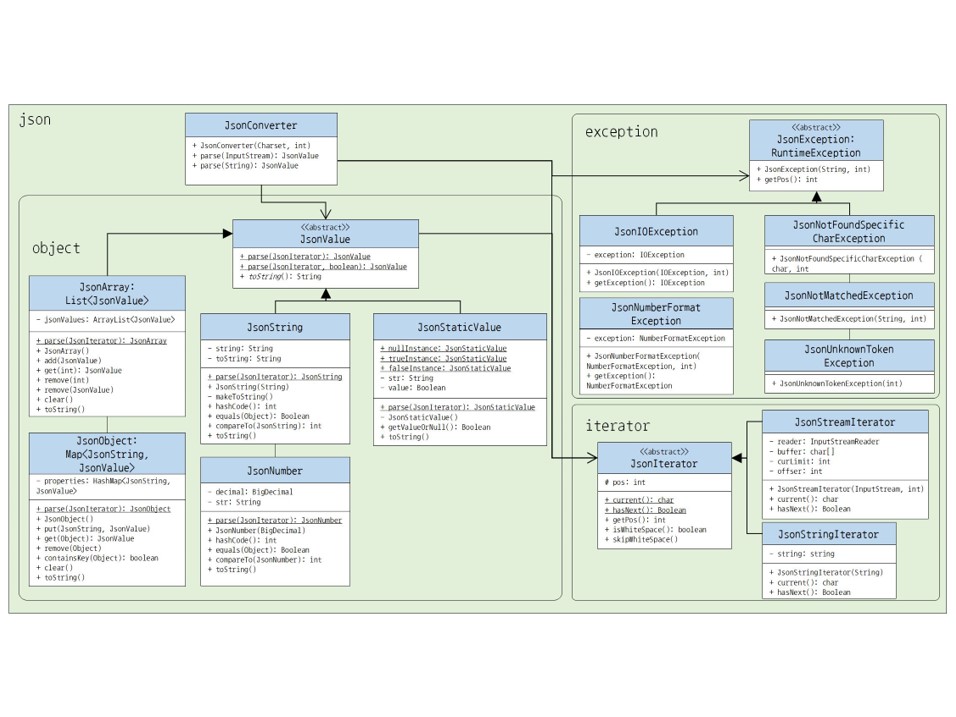 json
JsonConverter
+ JsonConverter(Charset, int)
+ parse(InputStream): JsonValue
+ parse(String): JsonValue
object
<<abstract>>
JsonValue
+ parse(JsonIterator): JsonValue
+ parse(JsonIterator, boolean): JsonValue
+ toString(): String
JsonArray:
List<JsonValue>
- jsonValues: ArrayList<JsonValue>
+ parse(JsonIterator): JsonArray
+ JsonArray()
+ add(JsonValue)
+ get(int): JsonValue
+ remove(int)
+ remove(JsonValue)
+ clear()
+ toString()
JsonObject:
Map<JsonString,
JsonValue>
- properties: HashMap<JsonString,
JsonValue>
+ parse(JsonIterator): JsonObject
+ JsonObject()
+ put(JsonString, JsonValue)
+ get(Object): JsonValue
+ remove(Object)
+ containsKey(Object): boolean
+ clear()
+ toString()
JsonString
- string: String
- toString: String
+ parse(JsonIterator): JsonString
+ JsonString(String)
- makeToString()
+ hashCode(): int
+ equals(Object): Boolean
+ compareTo(JsonString): int
+ toString()
JsonNumber
- decimal: BigDecimal
- str: String
+ parse(JsonIterator): JsonNumber
+ JsonNumber(BigDecimal)
+ hashCode(): int
+ equals(Object): Boolean
+ compareTo(JsonNumber): int
+ toString()
JsonStaticValue
+ nullInstance: JsonStaticValue
+ trueInstance: JsonStaticValue
+ falseInstance: JsonStaticValue
- str: String
- value: Boolean
+ parse(JsonIterator): JsonStaticValue
- JsonStaticValue()
+ getValueOrNull(): Boolean
+ toString()
exception
<<abstract>>
JsonException:
RuntimeException
+ JsonException(String, int)
+ getPos(): int
JsonIOException
- exception: IOException
+ JsonIOException(IOException, int)
+ getException(): IOException
JsonNumberFormat
Exception
- exception: NumberFormatException
+ JsonNumberFormatException(
NumberFormatException, int)
+ getException():
NumberFormatException
JsonNotFoundSpecific
CharException
+ JsonNotFoundSpecificCharException (
char, int
JsonNotMatchedException
+ JsonNotMatchedException(String, int)
JsonUnknownToken
Exception
+ JsonUnknownTokenException(int)
iterator
<<abstract>>
JsonIterator
# pos: int
+ current(): char
+ hasNext(): Boolean
+ getPos(): int
+ isWhiteSpace(): boolean
+ skipWhiteSpace()
JsonStreamIterator
- reader: InputStreamReader
- buffer: char[]
- curLimit: int
- offser: int
+ JsonStreamIterator(InputStream, int)
+ current(): char
+ hasNext(): Boolean
JsonStringIterator
- string: string
+ JsonStringIterator(String)
+ current(): char
+ hasNext(): Boolean